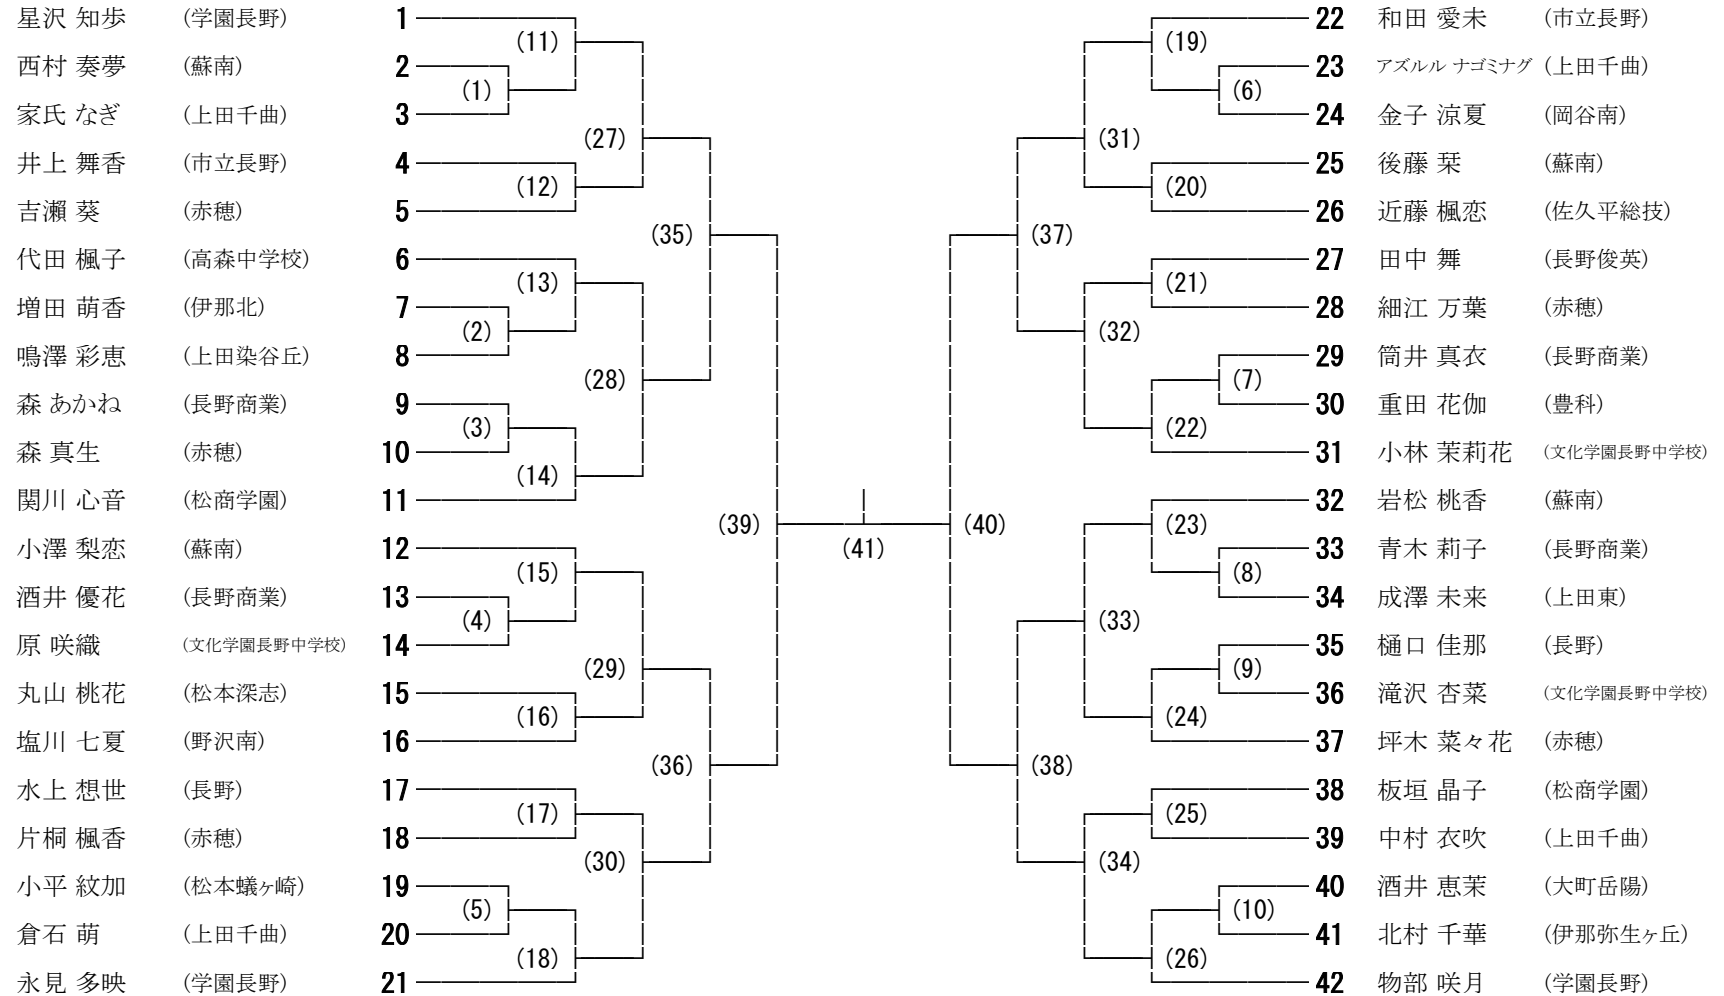 星沢 知歩 (学園長野) 1
西村 奏夢 (蘇南) 2
家氏 なぎ (上田千曲) 3
井上 舞香 (市立長野) 4
吉瀬 葵 (赤穂) 5
代田 楓子 (高森中学校) 6
増田 萌香 (伊那北) 7
鳴澤 彩恵 (上田染谷丘) 8
森 あかね (長野商業) 9
森 真生 (赤穂) 10
関川 心音 (松商学園) 11
小澤 梨恋 (蘇南) 12
酒井 優花 (長野商業) 13
原 咲織 (文化学園長野中学校) 14
丸山 桃花 (松本深志) 15
塩川 七夏 (野沢南) 16
水上 想世 (長野) 17
片桐 楓香 (赤穂) 18
小平 紋加 (松本蟻ヶ崎) 19
倉石 萌 (上田千曲) 20
永見 多映 (学園長野) 21
(1)
(2)
(3)
(4)
(5)
(11)
(12)
(13)
(14)
(15)
(16)
(17)
(18)
(27)
(28)
(29)
(30)
(35)
(36)
(39)
(41)
(40)
(37)
(38)
(31)
(32)
(33)
(34)
(19)
(20)
(21)
(22)
(23)
(24)
(25)
(26)
(6)
(7)
(8)
(9)
(10)
22 和田 愛未 (市立長野)
23 アズルル ナゴミナグ (上田千曲)
24 金子 涼夏 (岡谷南)
25 後藤 栞 (蘇南)
26 近藤 楓恋 (佐久平総技)
27 田中 舞 (長野俊英)
28 細江 万葉 (赤穂)
29 筒井 真衣 (長野商業)
30 重田 花伽 (豊科)
31 小林 茉莉花 (文化学園長野中学校)
32 岩松 桃香 (蘇南)
33 青木 莉子 (長野商業)
34 成澤 未来 (上田東)
35 樋口 佳那 (長野)
36 滝沢 杏菜 (文化学園長野中学校)
37 坪木 菜々花 (赤穂)
38 板垣 晶子 (松商学園)
39 中村 衣吹 (上田千曲)
40 酒井 恵茉 (大町岳陽)
41 北村 千華 (伊那弥生ヶ丘)
42 物部 咲月 (学園長野)